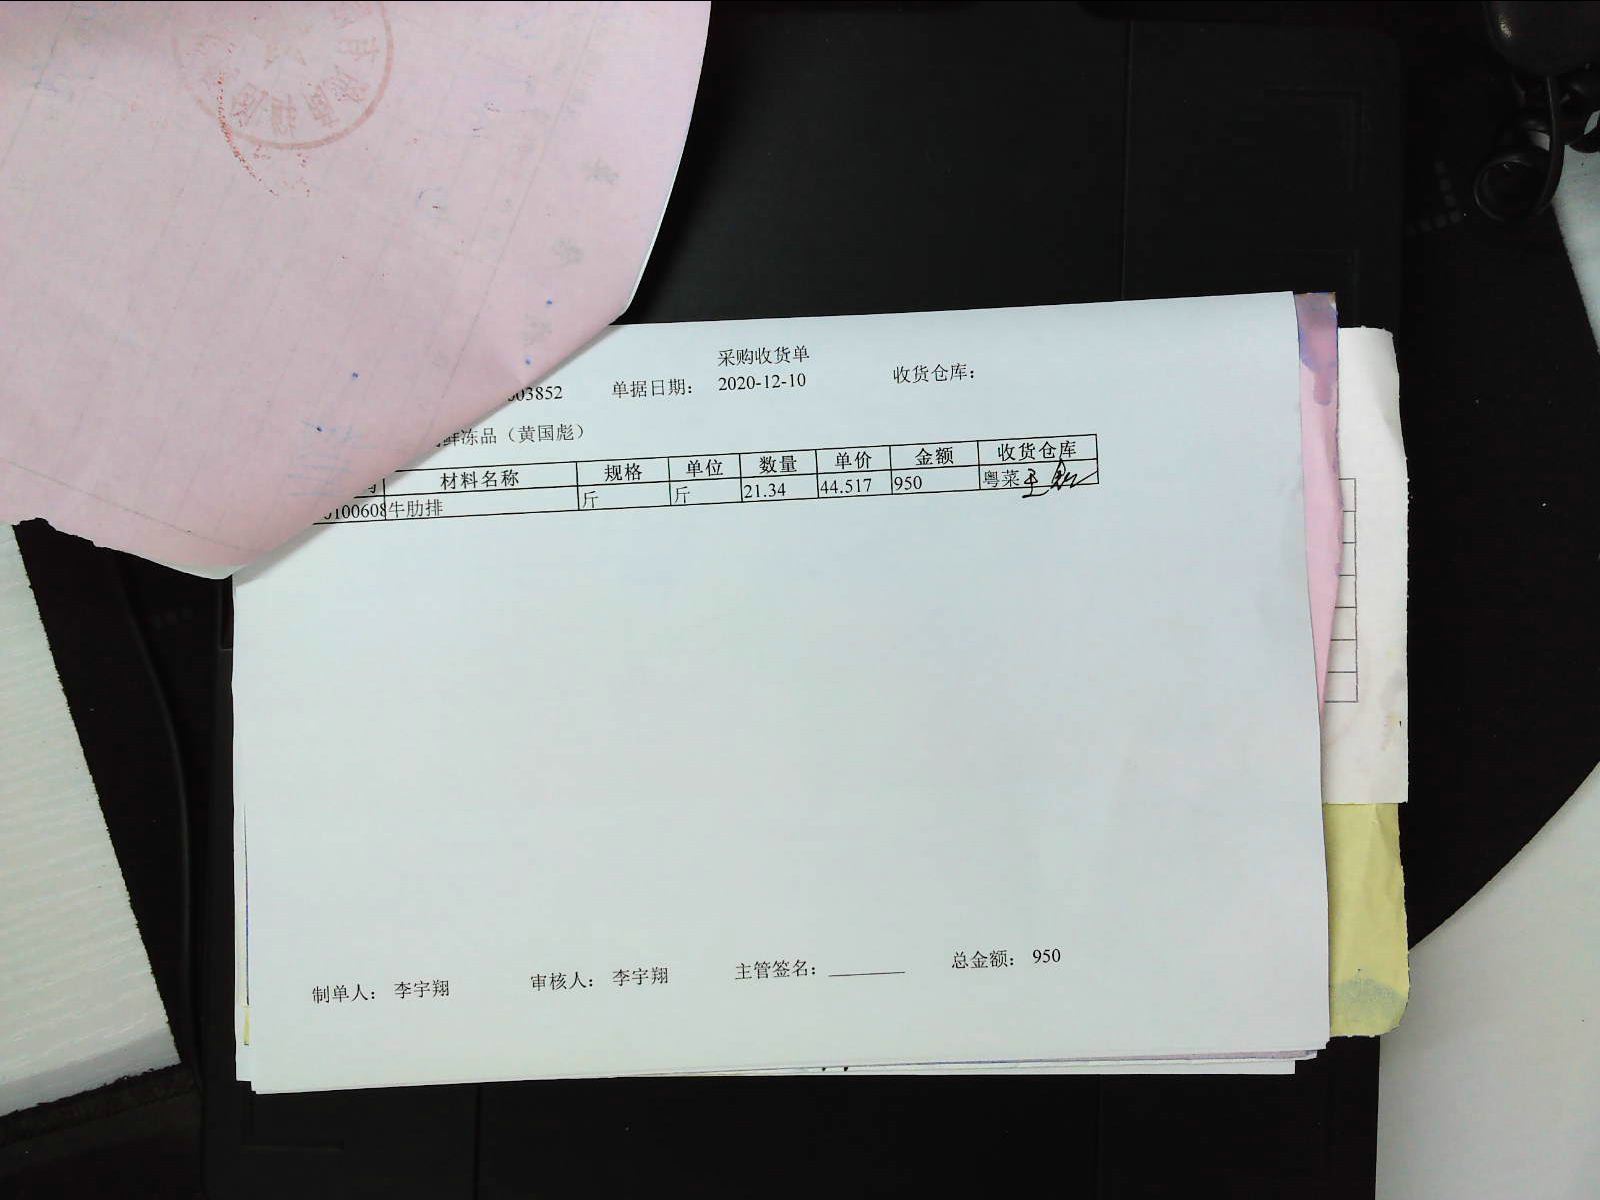 采购收货单
03852 单据日期： 2020-12-10 收货仓库：
鲜冻品（黄国彪）
材料名称 规格 单位 数量 单价 金额 收货仓库
0100608 牛肋排 斤 斤 21.34 44.517 950 粤菜
制单人： 李宇翔 审核人： 李宇翔 主管签名： 总金额： 950